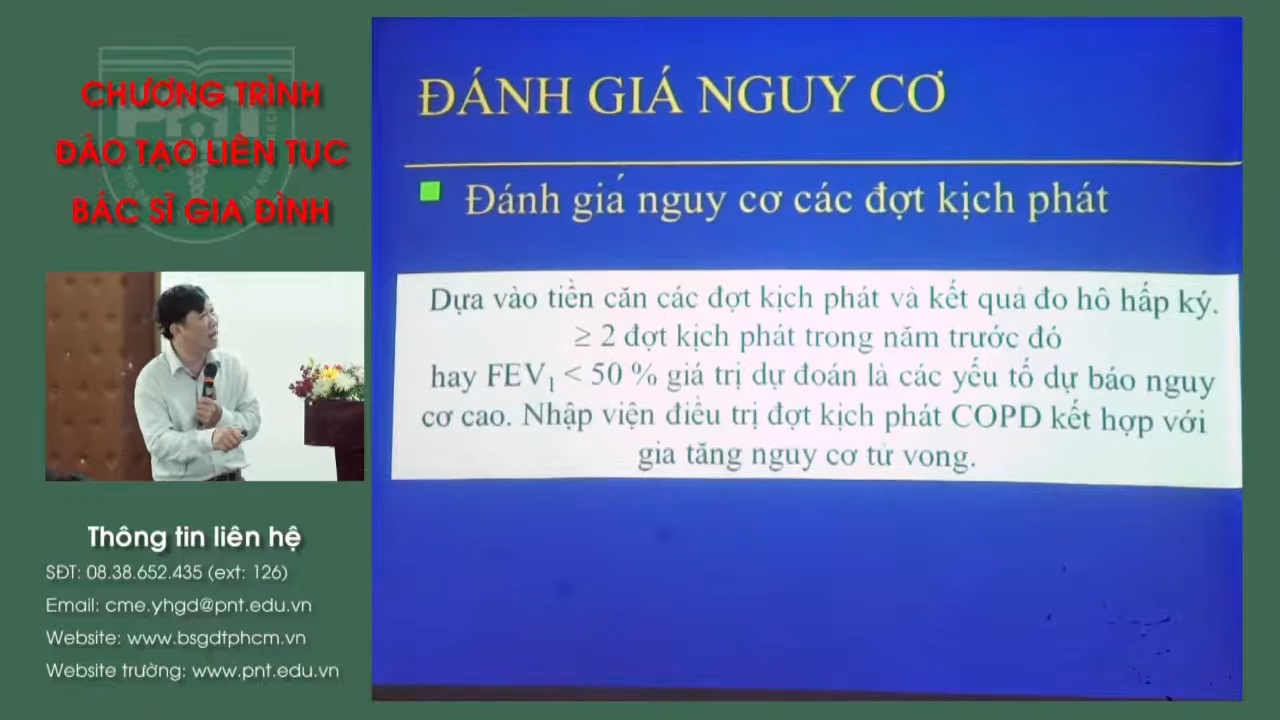 CHƯƠNG TRÌNH
ĐÀO TẠO LIÊN TỤC
BÁC SĨ GIA ĐÌNH
Thông tin liên hệ
SĐT: 08.38.652.435 (ext: 126)
Email: cme.yhgd@pnt.edu.vn
Website: www.bsgdtphcm.vn
Website trường: www.pnt.edu.vn
ĐÁNH GIÁ NGUY CƠ
Đánh giá nguy cơ các đợt kịch phát
Dựa vào tiền căn các đợt kịch phát và kết quả đo hô hấp ký.
≥ 2 đợt kịch phát trong năm trước đó
hay FEV1 < 50 % giá trị dự đoán là các yếu tố dự báo nguy
cơ cao. Nhập viện điều trị đợt kịch phát COPD kết hợp với
gia tăng nguy cơ tử vong.